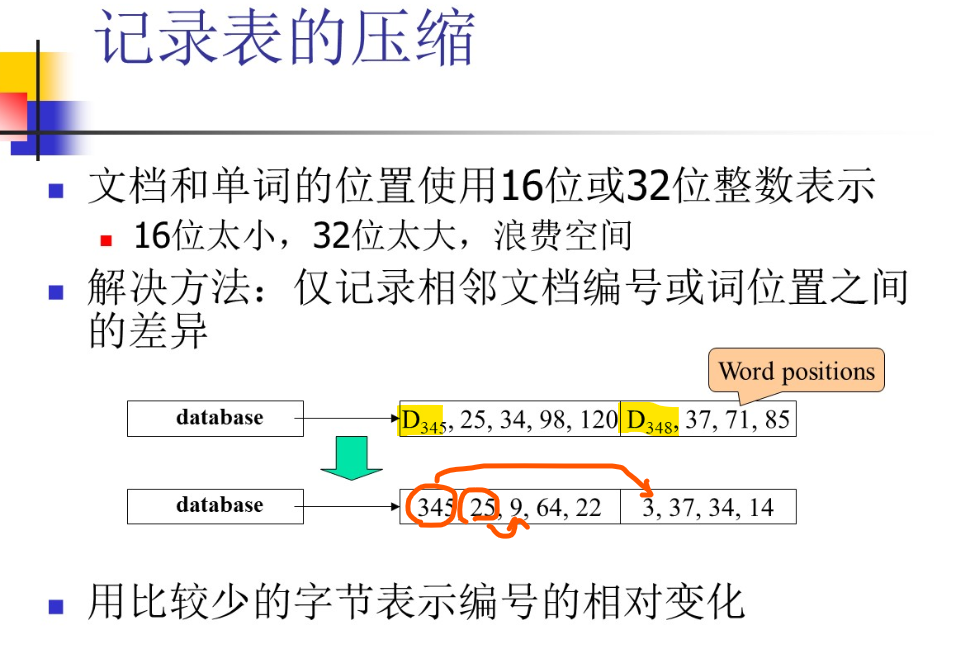 记录表的压缩
文档和单词的位置使用16位或32位整数表示
16位太小，32位太大，浪费空间
解决方法：仅记录相邻文档编号或词位置之间
的差异
Word positions
database D345, 25, 34, 98, 120 D348, 37, 71, 85
database 345 25, 9, 64, 22 3, 37, 34, 14
用比较少的字节表示编号的相对变化